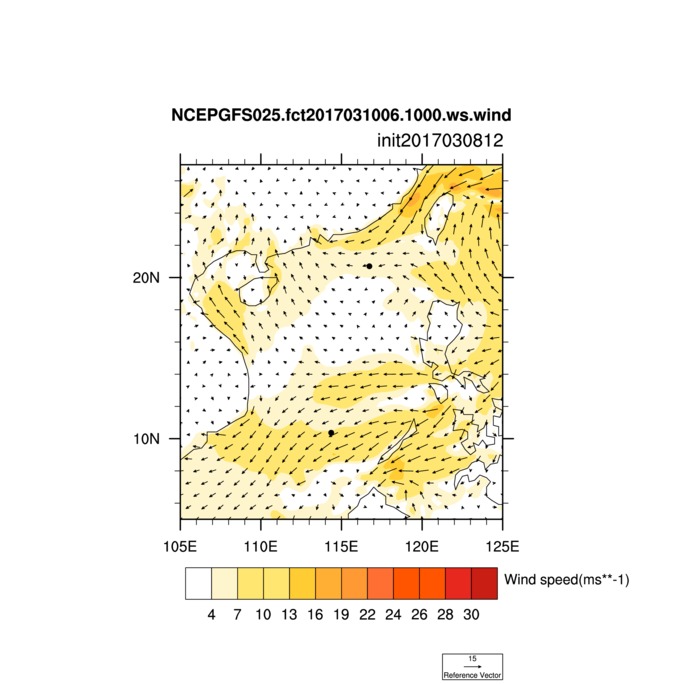 NCEPGFS025.fct2017031006.1000.ws.wind
init2017030812
20N
10N
105E 110E 115E 120E 125E
Wind speed(ms**-1)
4 7 10 13 16 19 22 24 26 28 30
15
Reference Vector